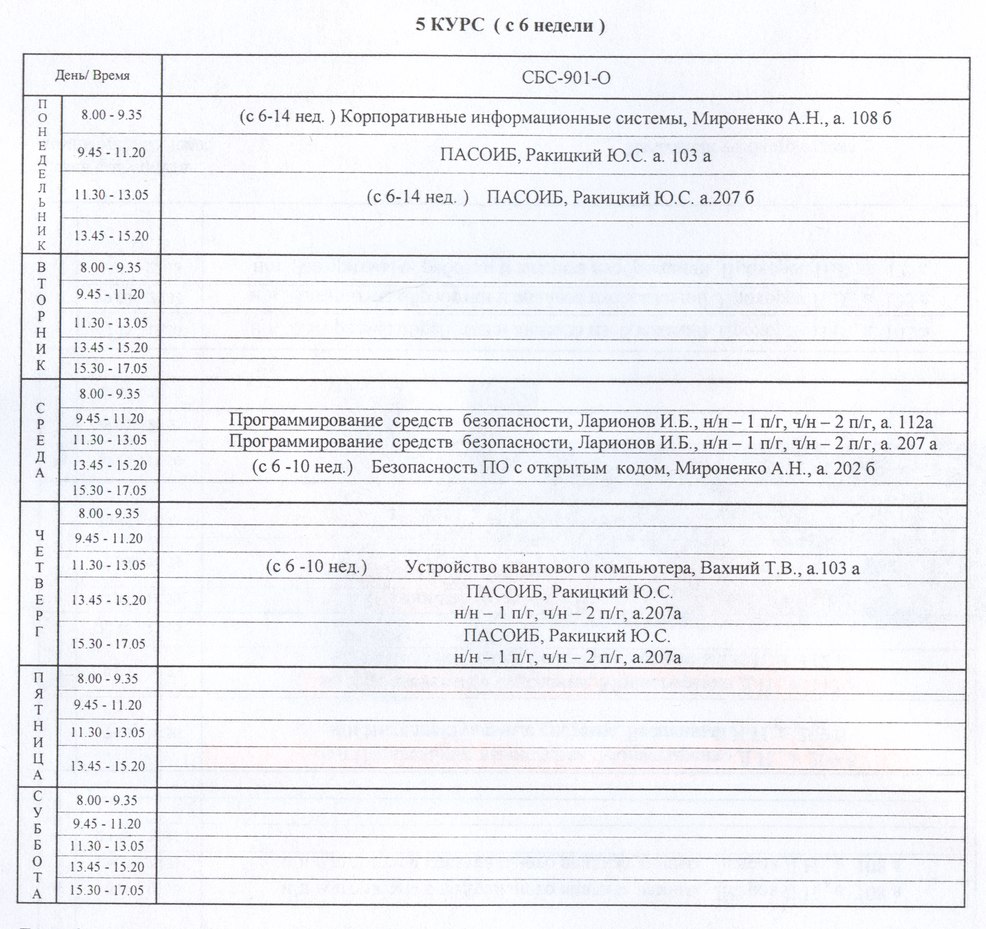 5 КУРС ( с 6 недели )
День/ Время СБС-901-О
ПОНЕДЕЛЬНИК
8.00 - 9.35 (с 6-14 нед. ) Корпоративные информационные системы, Мироненко А.Н., а. 108 б
9.45 - 11.20 ПАСОИБ, Ракицкий Ю.С. а. 103 а
11.30 - 13.05 (с 6-14 нед. ) ПАСОИБ, Ракицкий Ю.С. а.207 б
13.45 - 15.20
ВТОРНИК
8.00 - 9.35
9.45 - 11.20
11.30 - 13.05
13.45 - 15.20
15.30 - 17.05
СРЕДА
8.00 - 9.35
9.45 - 11.20 Программирование средств безопасности, Ларионов И.Б., н/н – 1 п/г, ч/н – 2 п/г, а. 112а
11.30 - 13.05 Программирование средств безопасности, Ларионов И.Б., н/н – 1 п/г, ч/н – 2 п/г, а. 207 а
13.45 - 15.20 (с 6 -10 нед.) Безопасность ПО с открытым кодом, Мироненко А.Н., а. 202 б
15.30 - 17.05
ЧЕТВЕРГ
8.00 - 9.35
9.45 - 11.20
11.30 - 13.05 (с 6 -10 нед.) Устройство квантового компьютера, Вахний Т.В., а.103 а
13.45 - 15.20 ПАСОИБ, Ракицкий Ю.С.
н/н – 1 п/г, ч/н – 2 п/г, а.207а
15.30 - 17.05 ПАСОИБ, Ракицкий Ю.С.
н/н – 1 п/г, ч/н – 2 п/г, а.207а
ПЯТНИЦА
8.00 - 9.35
9.45 - 11.20
11.30 - 13.05
13.45 - 15.20
СУББОТА
8.00 - 9.35
9.45 - 11.20
11.30 - 13.05
13.45 - 15.20
15.30 - 17.05